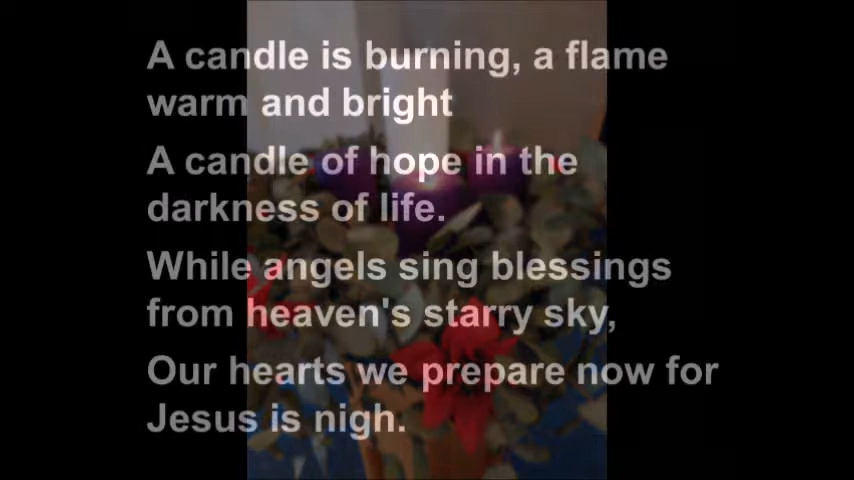 A candle is burning, a flame
warm and bright
A candle of hope in the
darkness of life.
While angels sing blessings
from heaven's starry sky,
Our hearts we prepare now for
Jesus is nigh.